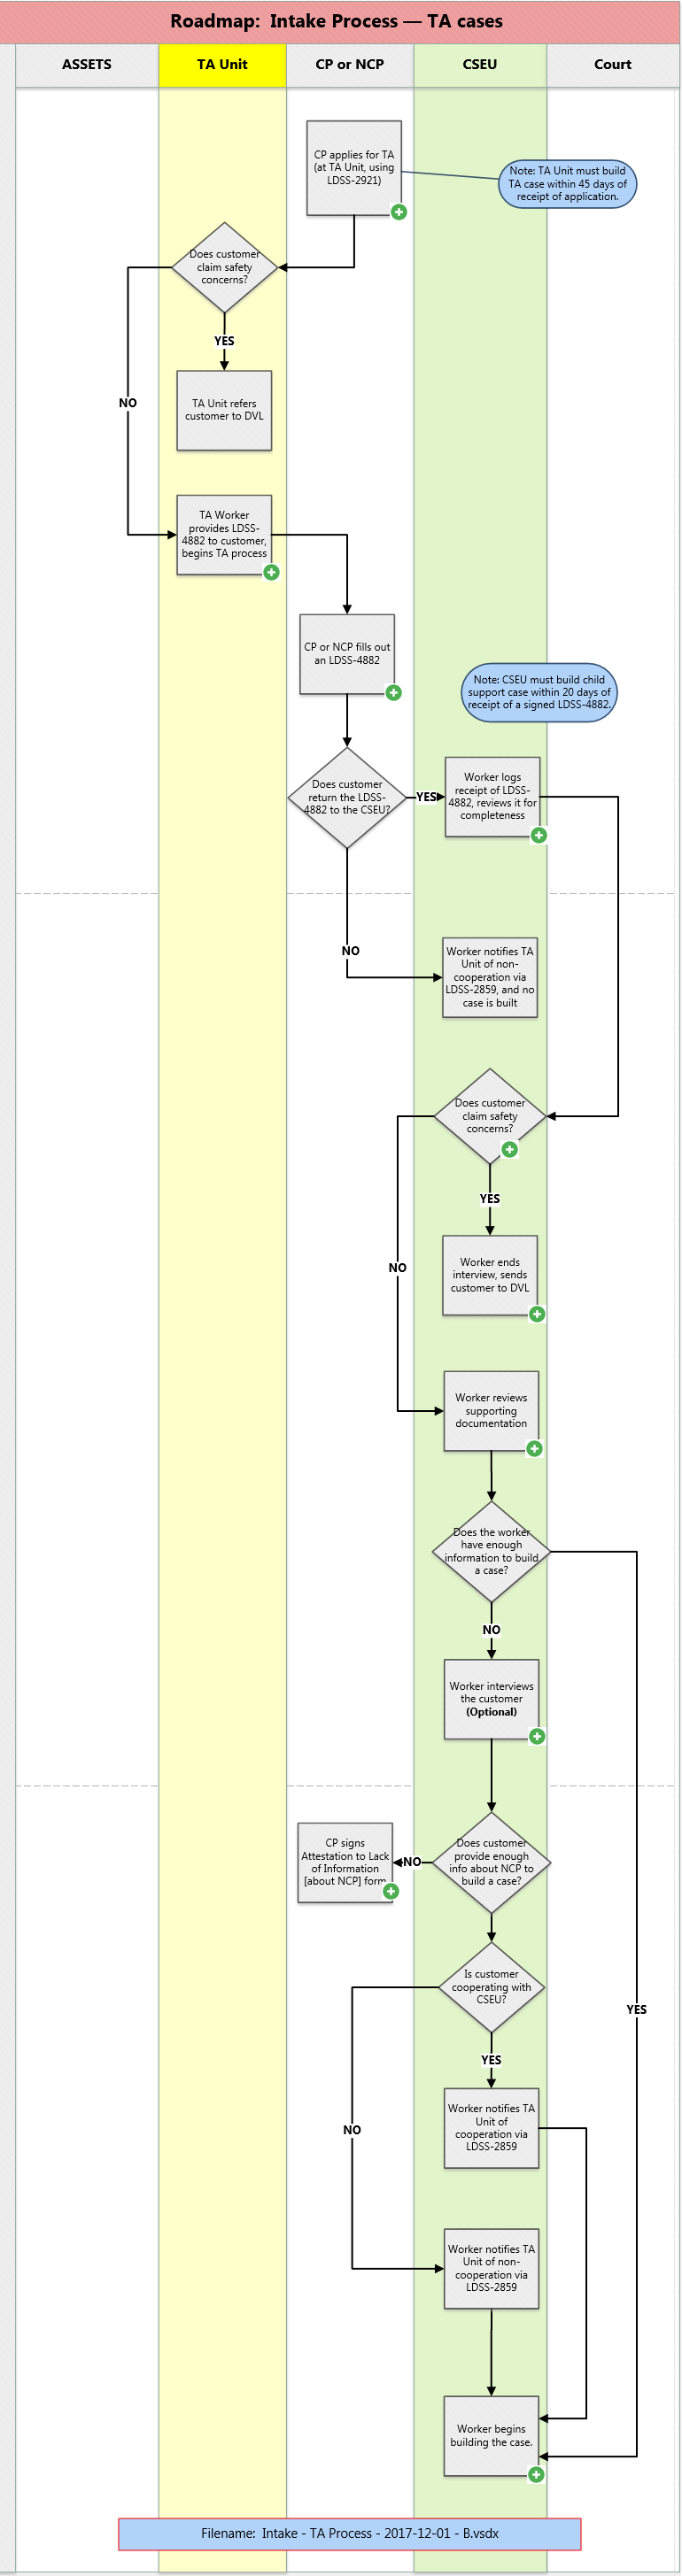 Roadmap:  Intake Process — TA cases
ASSETS
TA Unit
CP or NCP
CSEU
Court
CP applies for TA
(at TA Unit, using
LDSS-2921)
Note: TA Unit must build
TA case within 45 days of
receipt of application.
Does customer
claim safety
concerns?
YES
NO
TA Unit refers
customer to DVL
TA Worker
provides LDSS-
4882 to customer,
begins TA process
CP or NCP fills out
an LDSS-4882
Note: CSEU must build child
support case within 20 days of
receipt of a signed LDSS-4882.
Does customer
return the LDSS-
4882 to the CSEU?
YES
Worker logs
receipt of LDSS-
4882, reviews it for
completeness
NO
Worker notifies TA
Unit of non-
cooperation via
LDSS-2859, and no
case is built
Does customer
claim safety
concerns?
YES
NO
Worker ends
interview, sends
customer to DVL
Worker reviews
supporting
documentation
Does the worker
have enough
information to build
a case?
NO
Worker interviews
the customer
(Optional)
CP signs
Attestation to Lack
of Information
[about NCP] form
NO
Does customer
provide enough
info about NCP to
build a case?
Is customer
cooperating with
CSEU?
YES
YES
NO
Worker notifies TA
Unit of
cooperation via
LDSS-2859
Worker notifies TA
Unit of non-
cooperation via
LDSS-2859
Worker begins
building the case.
Filename:  Intake - TA Process - 2017-12-01 - B.vsdx